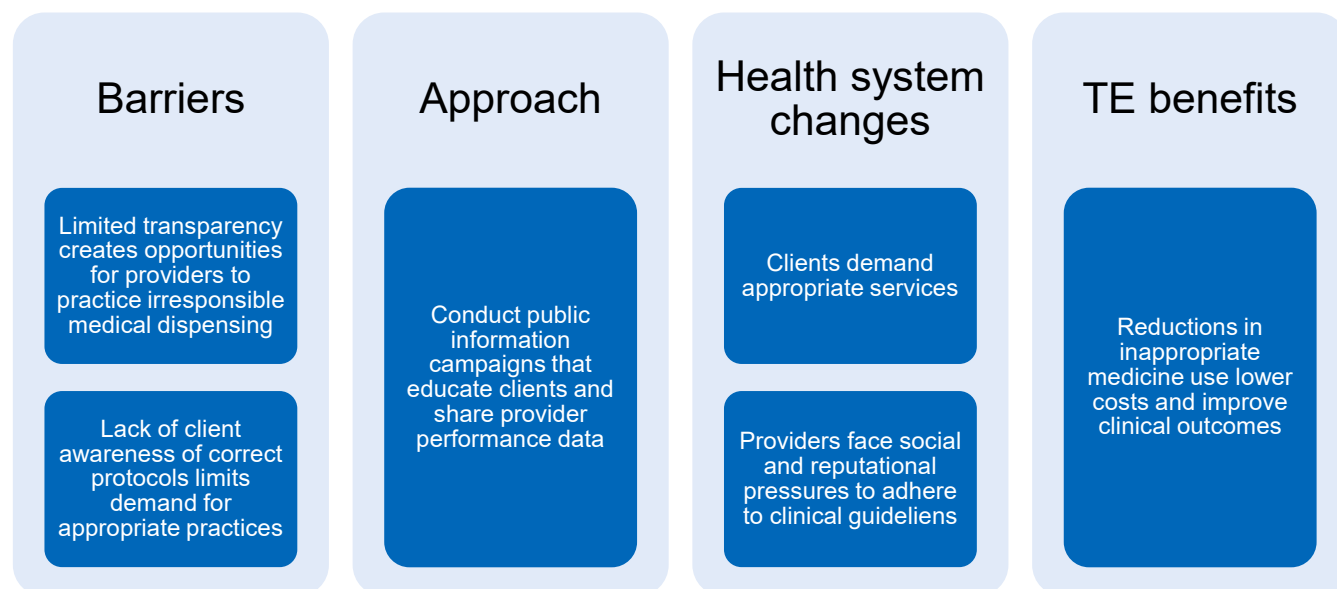 Barriers
Limited transparency
creates opportunities
for providers to
practice irresponsible
medical dispensing
Lack of client
awareness of correct
protocols limits
demand for
appropriate practices
Approach
Conduct public
information
campaigns that
educate clients and
share provider
performance data
Health system
changes
Clients demand
appropriate services
Providers face social
and reputational
pressures to adhere
to clinical guideliens
TE benefits
Reductions in
inappropriate
medicine use lower
costs and improve
clinical outcomes